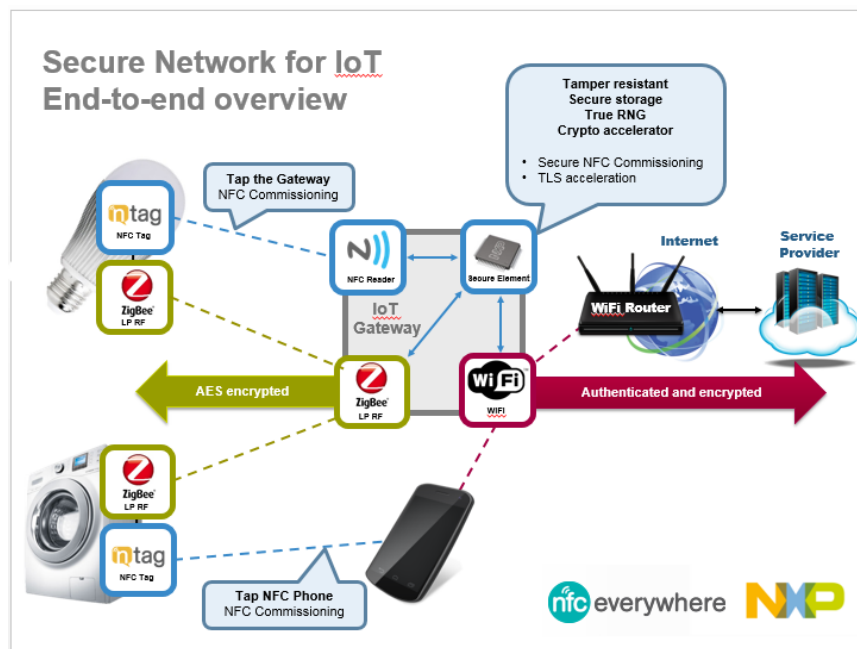 Secure Network for IoT
End-to-end overview
Tamper resistant
Secure storage
True RNG
Crypto accelerator
• Secure NFC Commissioning
• TLS acceleration
Tap the Gateway
NFC Commissioning
ntag
NFC Tag
ZigBee®
LP RF
NFC Reader
Secure Element
IoT
Gateway
Internet
Service
Provider
WiFi Router
AES encrypted
ZigBee®
LP RF
WiFi
WIFI
Authenticated and encrypted
ZigBee®
LP RF
ntag
NFC Tag
Tap NFC Phone
NFC Commissioning
nfc everywhere
NXP